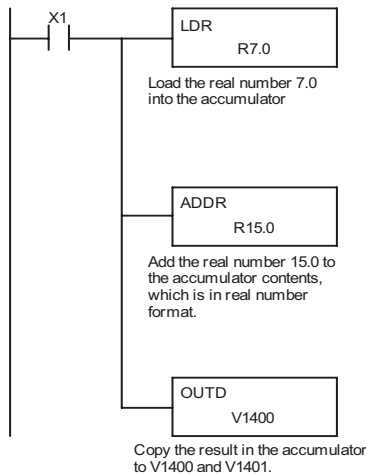 X1
LDR
R7.0
Load the real number 7.0
into the accumulator
ADDR
R15.0
Add the real number 15.0 to
the accumulator contents,
which is in real number
format.
OUTD
V1400
Copy the result in the accumulator
to V1400 and V1401.